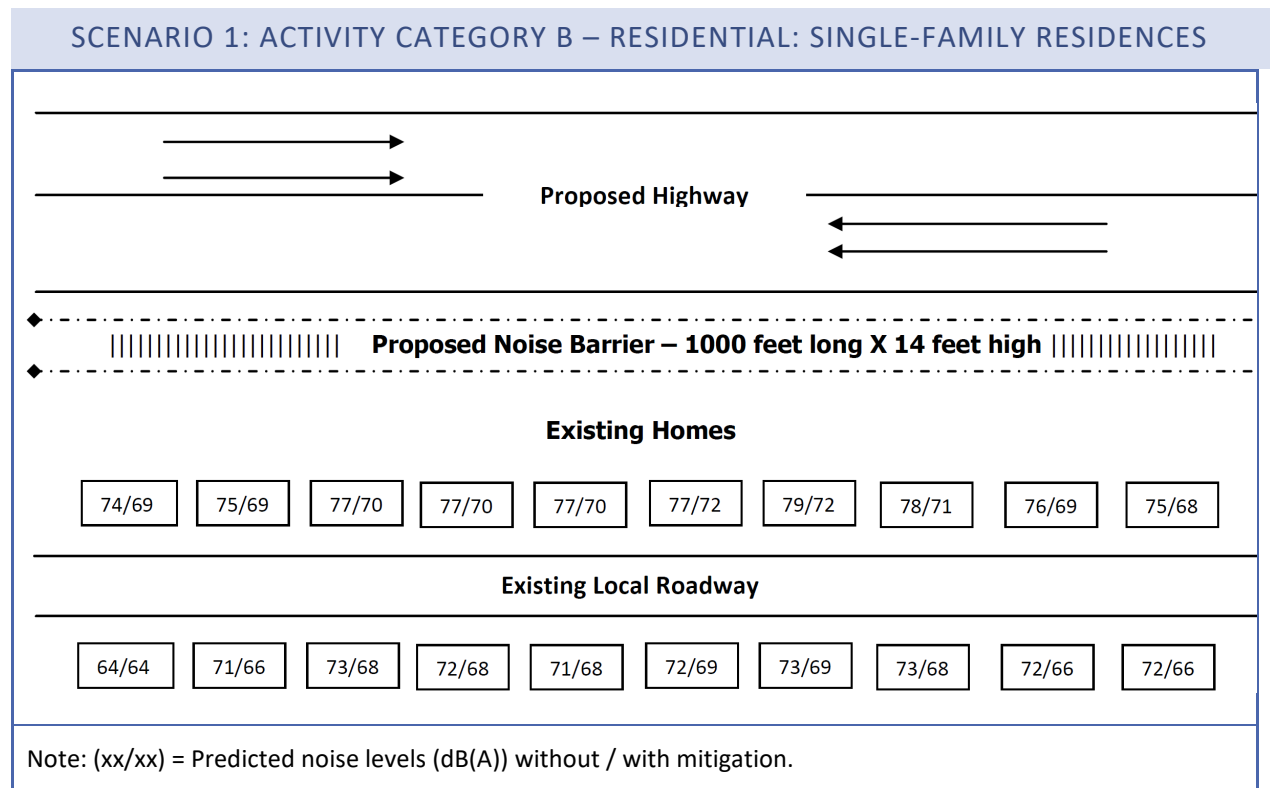 SCENARIO 1: ACTIVITY CATEGORY B – RESIDENTIAL: SINGLE-FAMILY RESIDENCES
Proposed Highway
Proposed Noise Barrier – 1000 feet long X 14 feet high
Existing Homes
74/69 75/69 77/70 77/70 77/70 77/72 79/72 78/71 76/69 75/68
Existing Local Roadway
64/64 71/66 73/68 72/68 71/68 72/69 73/69 73/68 72/66 72/66
Note: (xx/xx) = Predicted noise levels (dB(A)) without / with mitigation.